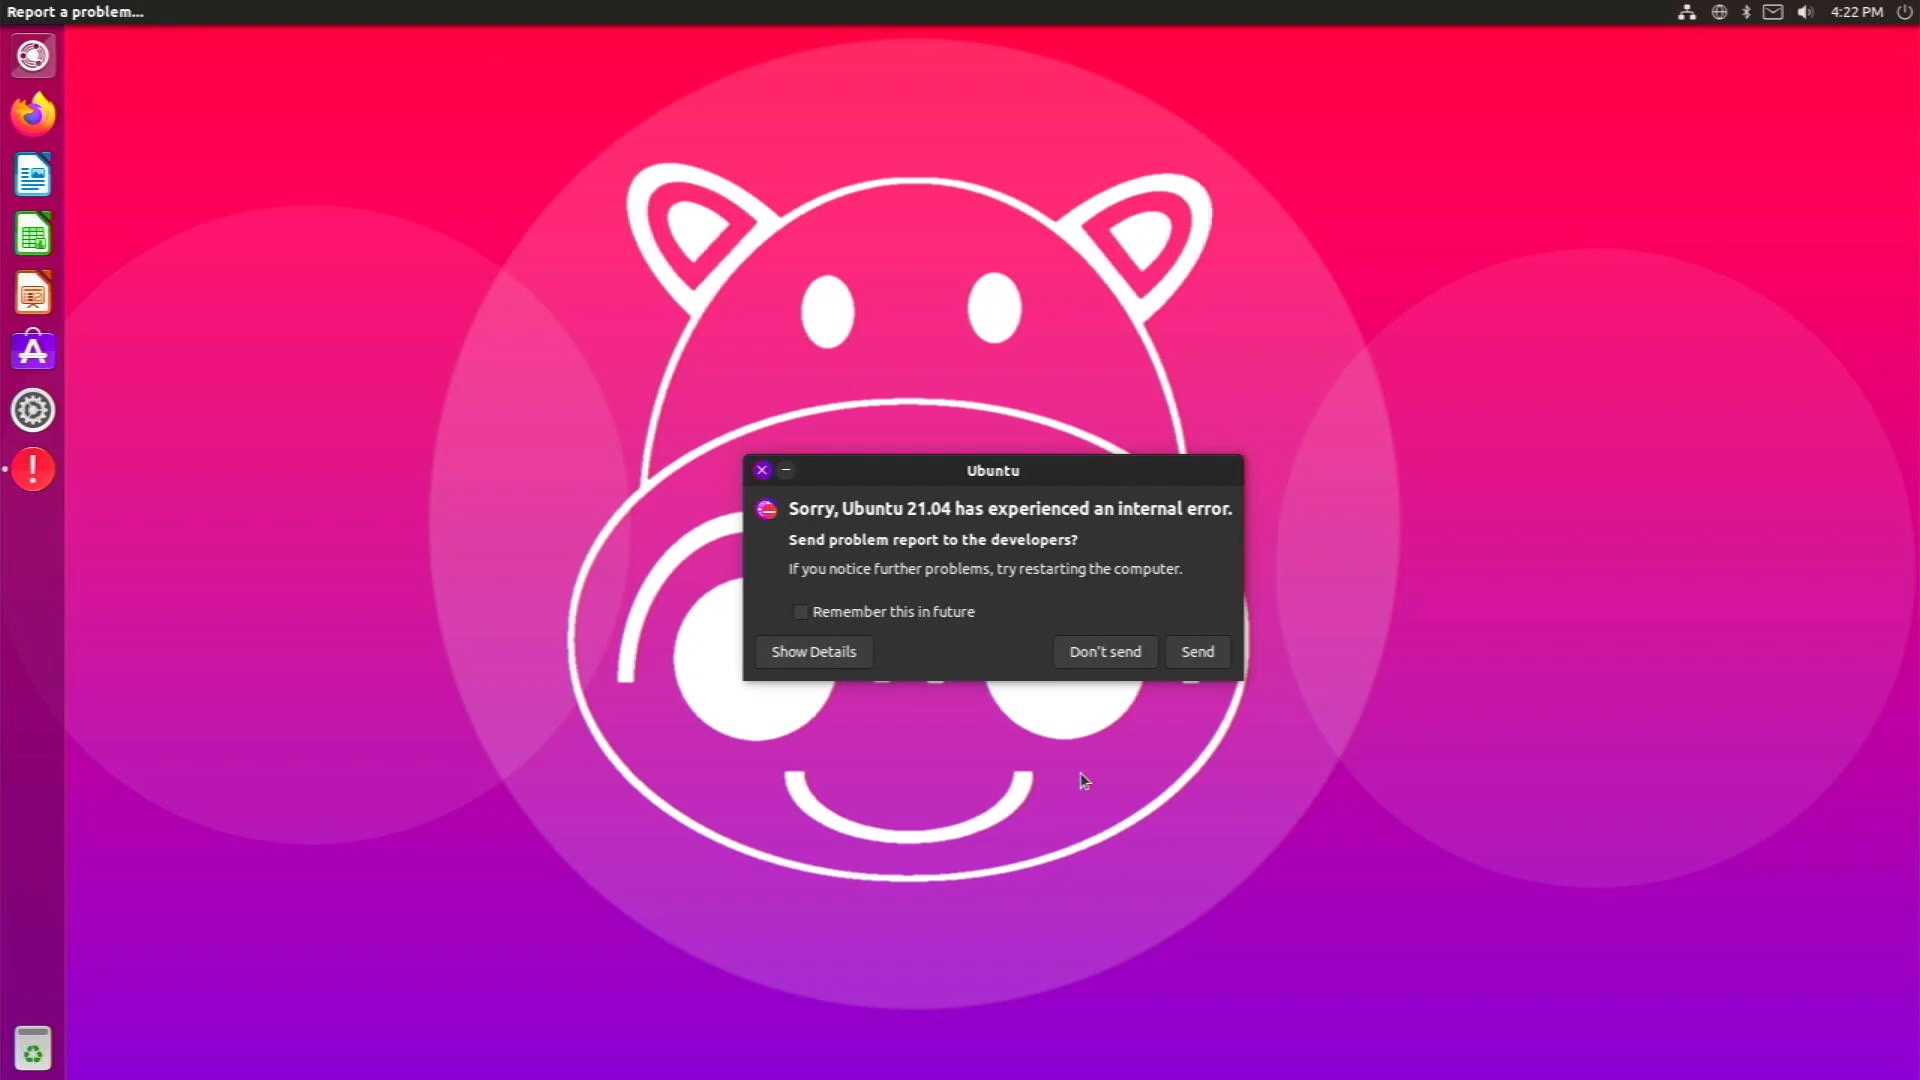 Report a problem...
4:22 PM
Ubuntu
Sorry, Ubuntu 21.04 has experienced an internal error.
Send problem report to the developers?
If you notice further problems, try restarting the computer.
Remember this in future
Show Details
Don't send
Send